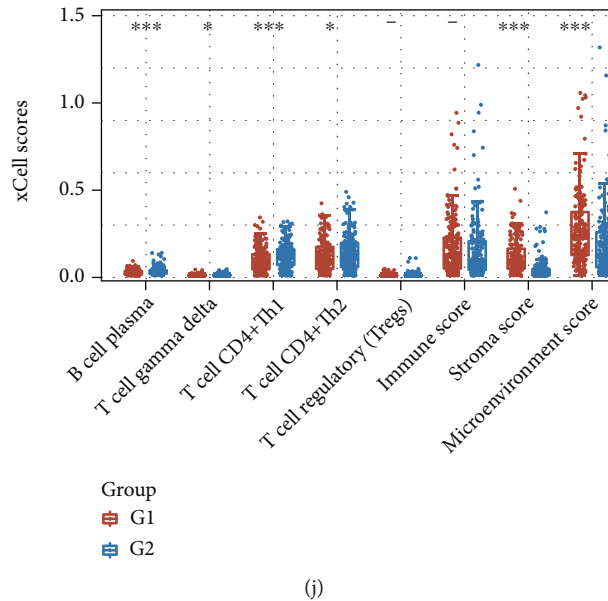 1.5
*** * *** * – – *** ***
1.0
xCell scores
0.5
0.0
B cell plasma
T cell gamma delta
T cell CD4+Th1
T cell CD4+Th2
T cell regulatory (Tregs)
Immune score
Stroma score
Microenvironment score
Group
G1
G2
(j)